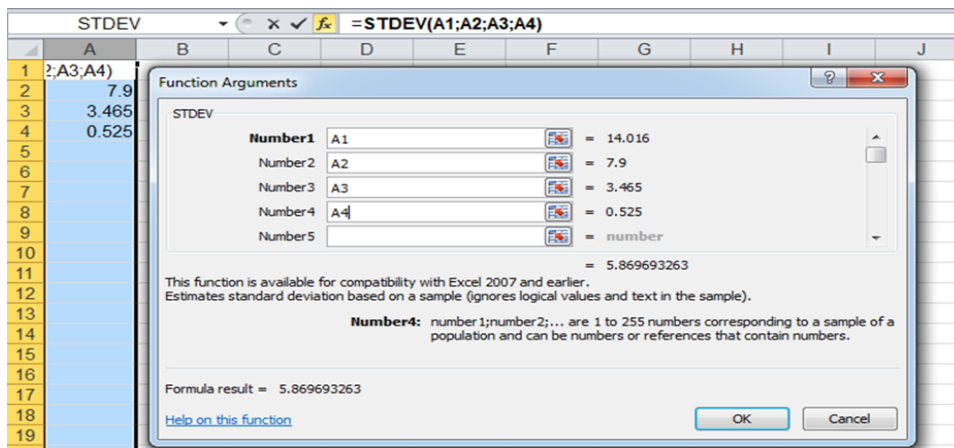 STDEV fx =STDEV(A1;A2;A3;A4)
A B C D E F G H I J
1 2;A3;A4)
2 7.9
3 3.465
4 0.525
5
6
7
8
9
10
11
12
13
14
15
16
17
18
19
Function Arguments ?
STDEV
Number1 A1 = 14.016
Number2 A2 = 7.9
Number3 A3 = 3.465
Number4 A4 = 0.525
Number5 = number
= 5.869693263
This function is available for compatibility with Excel 2007 and earlier.
Estimates standard deviation based on a sample (ignores logical values and text in the sample).
Number4: number1;number2;... are 1 to 255 numbers corresponding to a sample of a
population and can be numbers or references that contain numbers.
Formula result = 5.869693263
Help on this function
OK Cancel